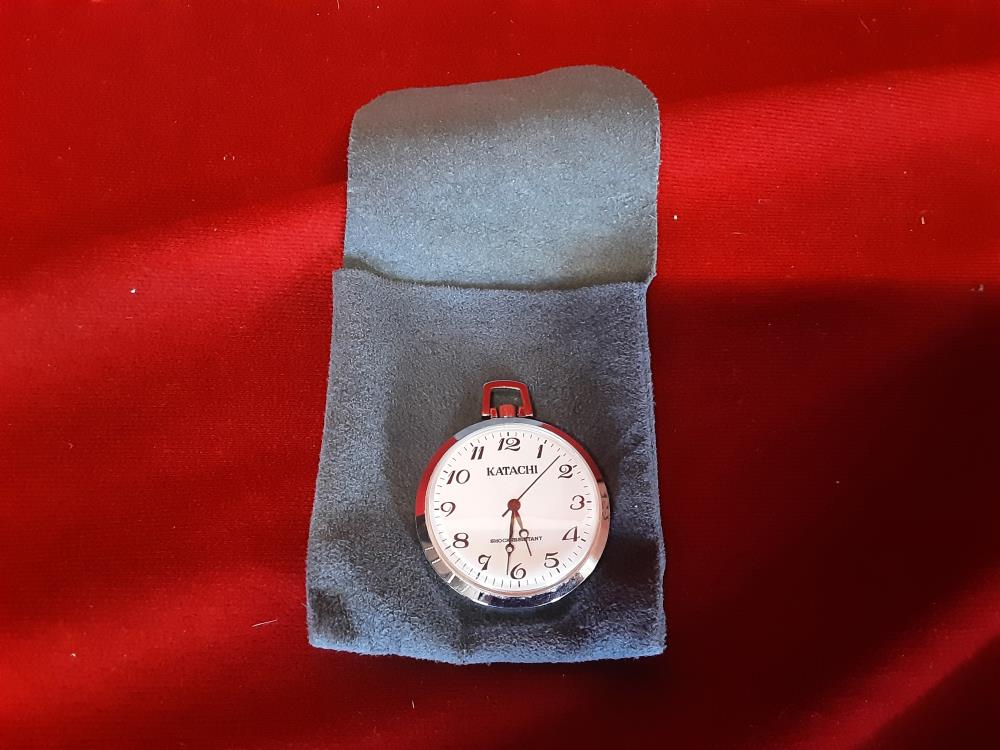 12
11 1
10 KATACHI 2
9 3
8 SHOCK RESISTANT 4
7 5
6